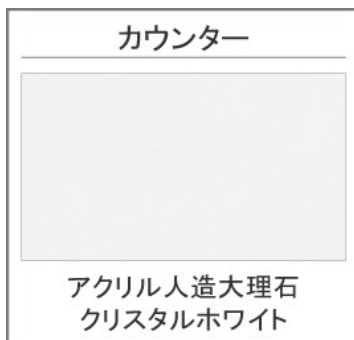 カウンター
アクリル人造大理石
クリスタルホワイト